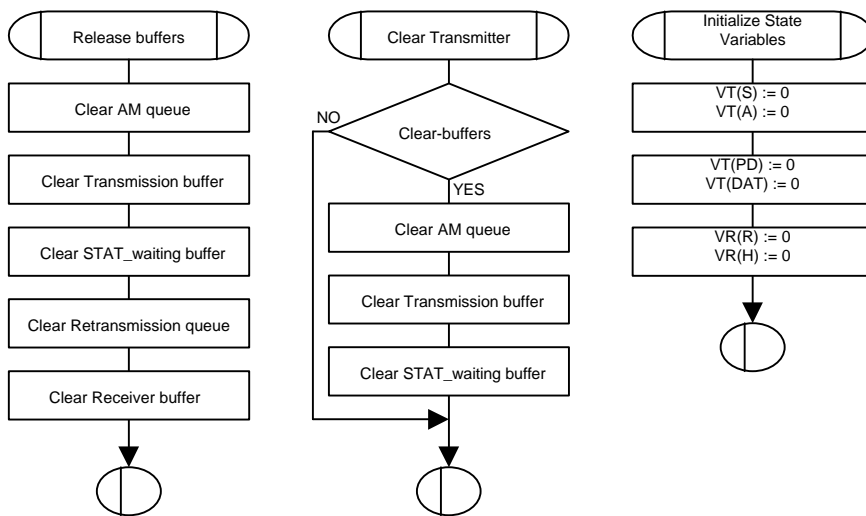 Release buffers
Clear AM queue
Clear Transmission buffer
Clear STAT_waiting buffer
Clear Retransmission queue
Clear Receiver buffer
Clear Transmitter
NO
Clear-buffers
YES
Clear AM queue
Clear Transmission buffer
Clear STAT_waiting buffer
Initialize State
Variables
VT(S) := 0
VT(A) := 0
VT(PD) := 0
VT(DAT) := 0
VR(R) := 0
VR(H) := 0